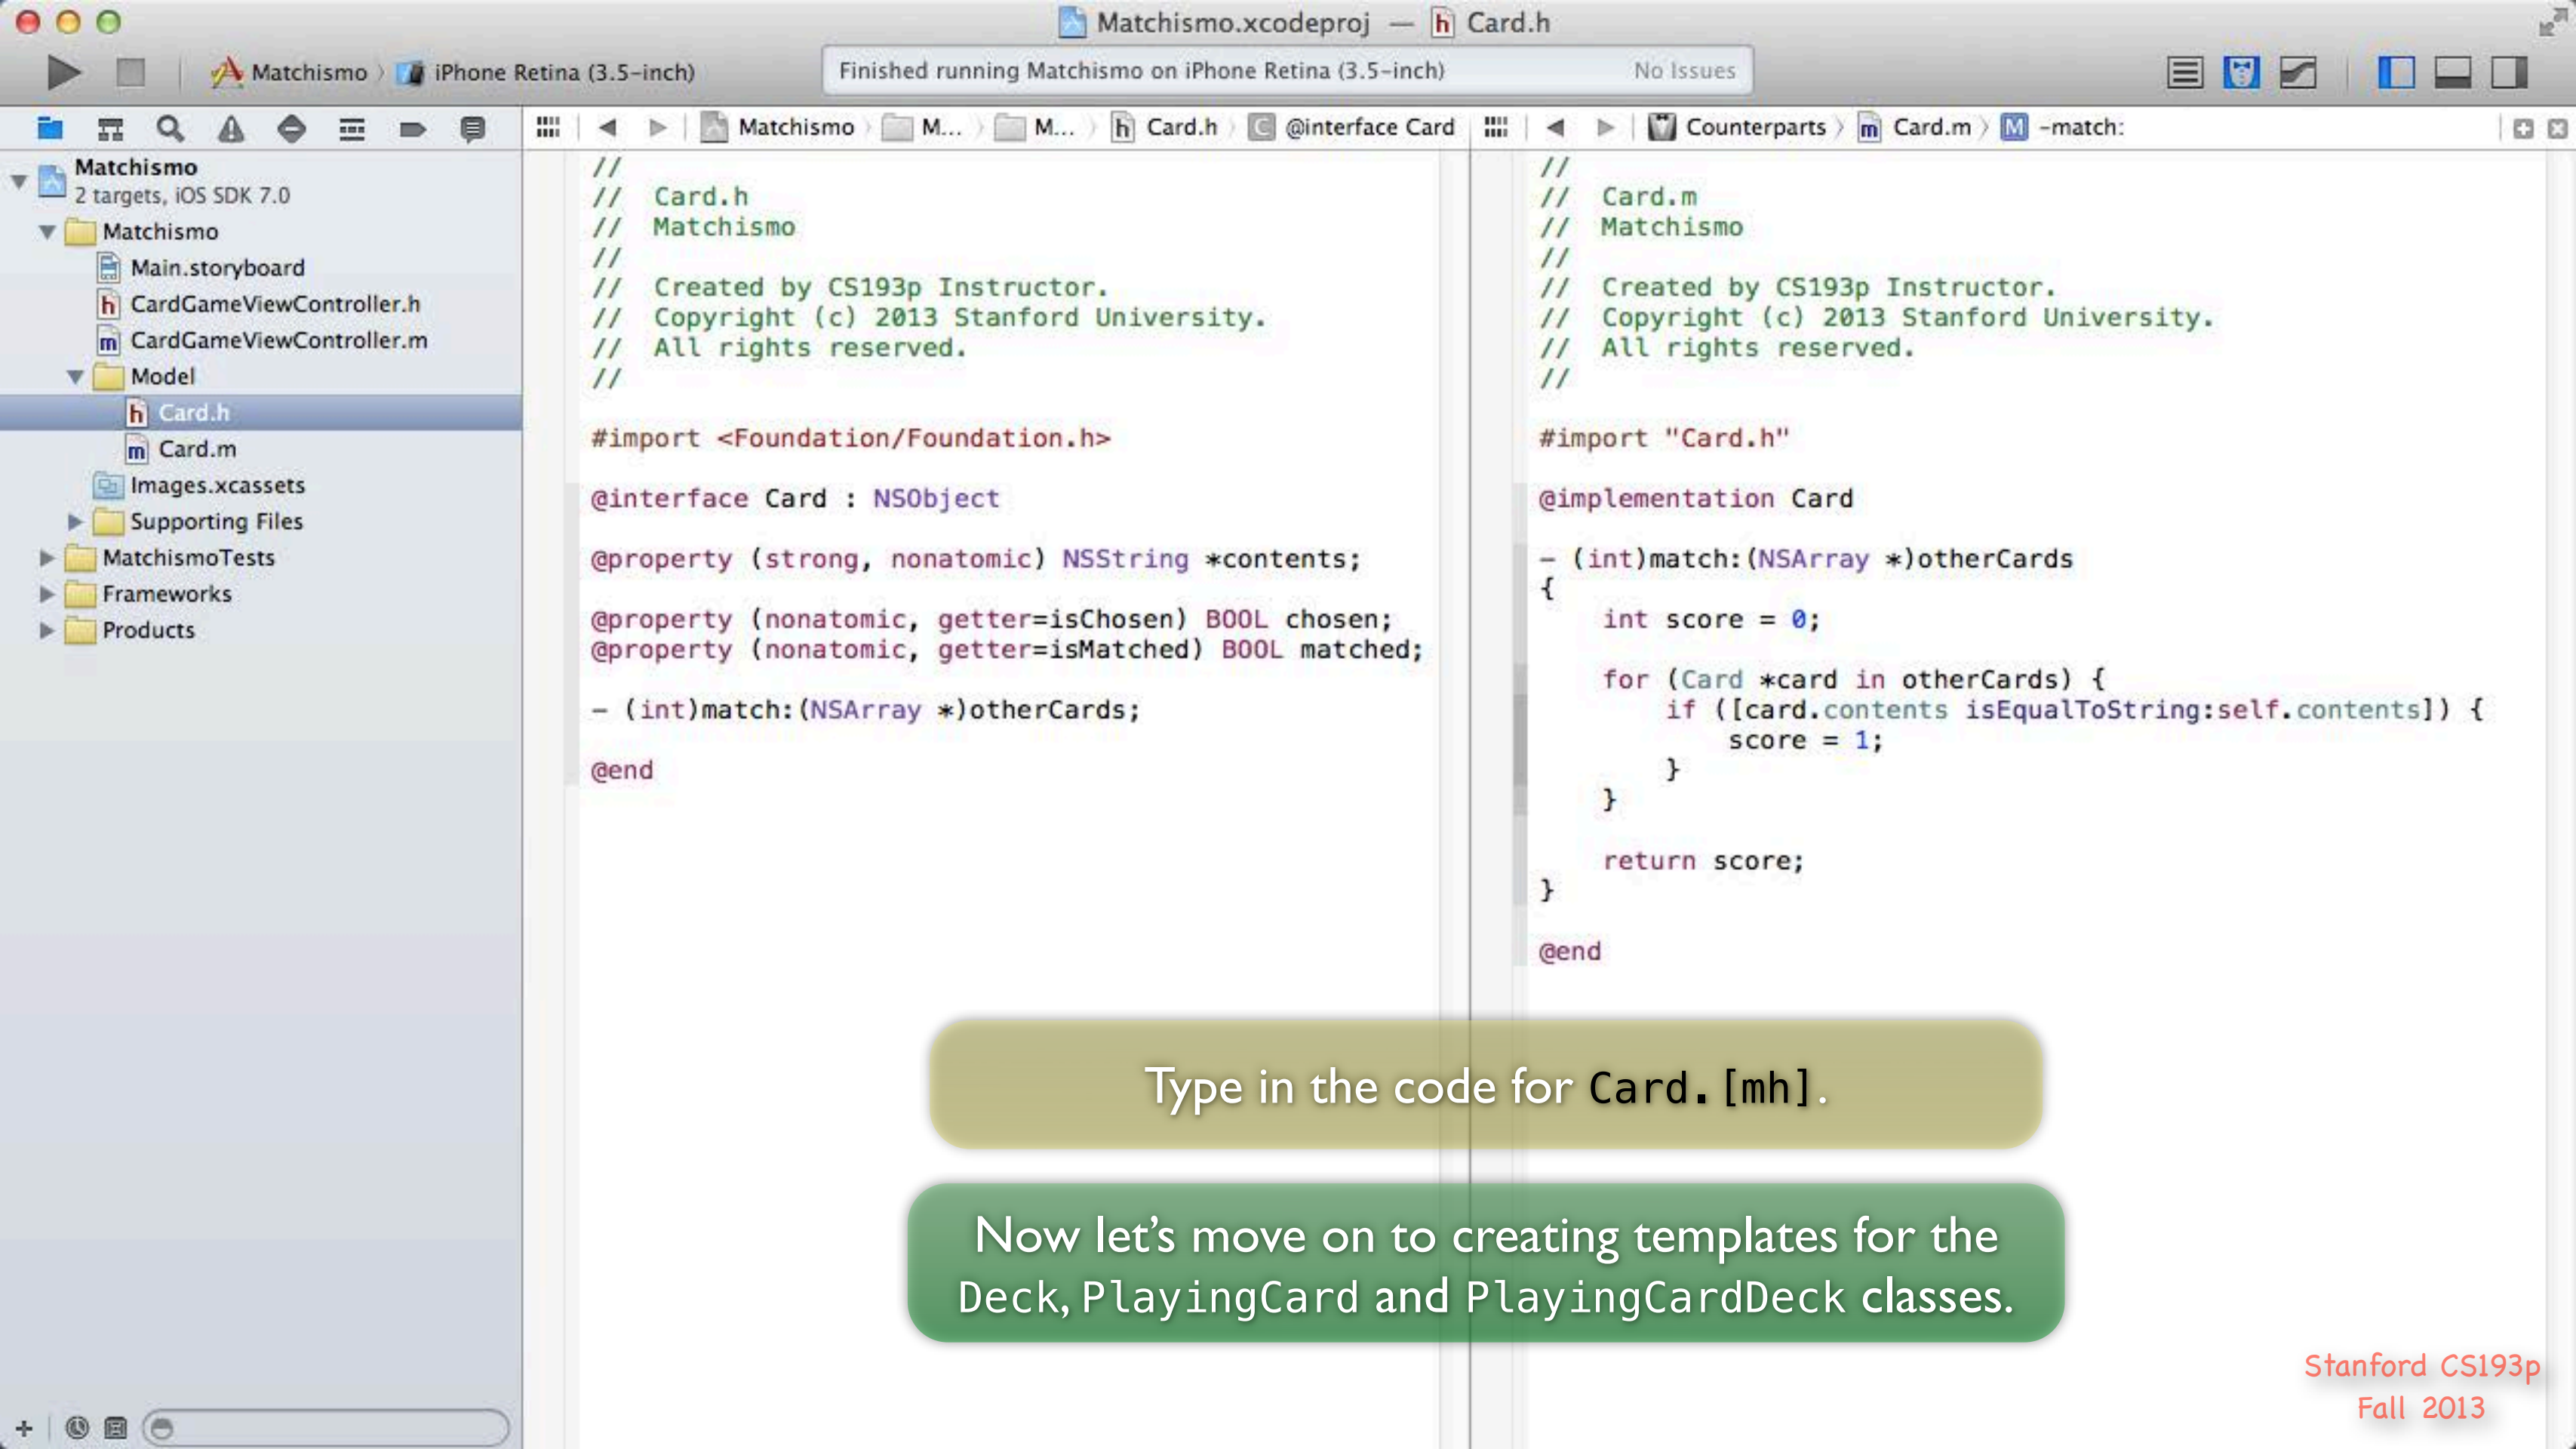 Matchismo.xcodeproj — h Card.h
Matchismo 〉 iPhone Retina (3.5-inch)
Finished running Matchismo on iPhone Retina (3.5-inch) No Issues
Matchismo 〉 M... 〉 M... 〉 h Card.h 〉 C @interface Card
Counterparts 〉 m Card.m 〉 M -match:
Matchismo
2 targets, iOS SDK 7.0
Matchismo
Main.storyboard
h CardGameViewController.h
m CardGameViewController.m
Model
h Card.h
m Card.m
Images.xcassets
Supporting Files
MatchismoTests
Frameworks
Products
//
//  Card.h
//  Matchismo
//
//  Created by CS193p Instructor.
//  Copyright (c) 2013 Stanford University.
//  All rights reserved.
//
#import <Foundation/Foundation.h>
@interface Card : NSObject
@property (strong, nonatomic) NSString *contents;
@property (nonatomic, getter=isChosen) BOOL chosen;
@property (nonatomic, getter=isMatched) BOOL matched;
- (int)match:(NSArray *)otherCards;
@end
//
//  Card.m
//  Matchismo
//
//  Created by CS193p Instructor.
//  Copyright (c) 2013 Stanford University.
//  All rights reserved.
//
#import "Card.h"
@implementation Card
- (int)match:(NSArray *)otherCards
{
    int score = 0;
    for (Card *card in otherCards) {
        if ([card.contents isEqualToString:self.contents]) {
            score = 1;
        }
    }
    return score;
}
@end
Type in the code for Card.[mh].
Now let's move on to creating templates for the
Deck, PlayingCard and PlayingCardDeck classes.
Stanford CS193p
Fall 2013